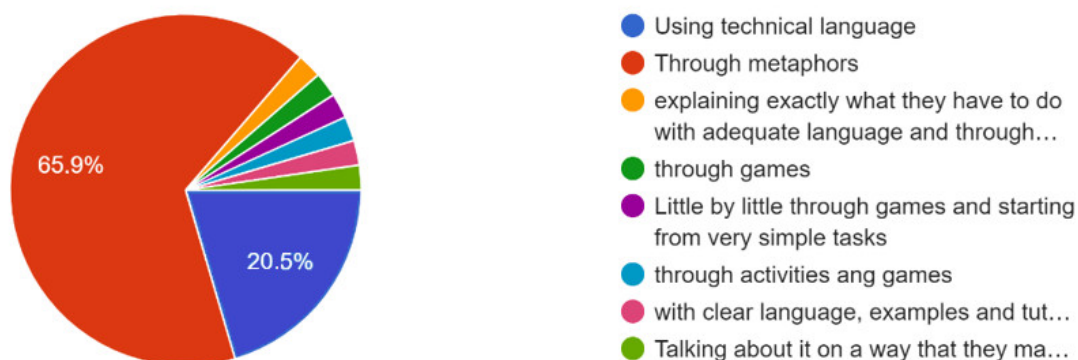 65.9%
20.5%
Using technical language
Through metaphors
explaining exactly what they have to do
with adequate language and through…
through games
Little by little through games and starting
from very simple tasks
through activities ang games
with clear language, examples and tut…
Talking about it on a way that they ma…